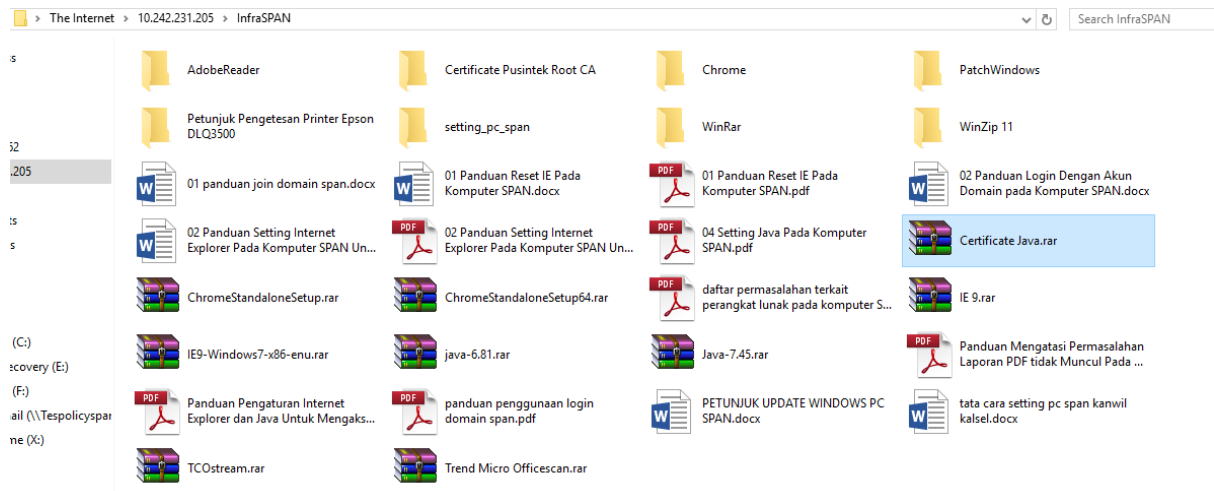 The Internet > 10.242.231.205 > InfraSPAN
Search InfraSPAN
AdobeReader
Certificate Pusintek Root CA
Chrome
PatchWindows
Petunjuk Pengetesan Printer Epson
DLQ3500
setting_pc_span
WinRar
WinZip 11
01 panduan join domain span.docx
01 Panduan Reset IE Pada
Komputer SPAN.docx
01 Panduan Reset IE Pada
Komputer SPAN.pdf
02 Panduan Login Dengan Akun
Domain pada Komputer SPAN.docx
02 Panduan Setting Internet
Explorer Pada Komputer SPAN Un...
02 Panduan Setting Internet
Explorer Pada Komputer SPAN Un...
04 Setting Java Pada Komputer
SPAN.pdf
Certificate Java.rar
ChromeStandaloneSetup.rar
ChromeStandaloneSetup64.rar
daftar permasalahan terkait
perangkat lunak pada komputer S...
IE 9.rar
IE9-Windows7-x86-enu.rar
java-6.81.rar
Java-7.45.rar
Panduan Mengatasi Permasalahan
Laporan PDF tidak Muncul Pada ...
Panduan Pengaturan Internet
Explorer dan Java Untuk Mengaks...
panduan penggunaan login
domain span.pdf
PETUNJUK UPDATE WINDOWS PC
SPAN.docx
tata cara setting pc span kanwil
kalsel.docx
TCOstream.rar
Trend Micro Officescan.rar
52
.205
(C:)
ecovery (E:)
(F:)
ail (\\Tespolicyspar
me (X:)